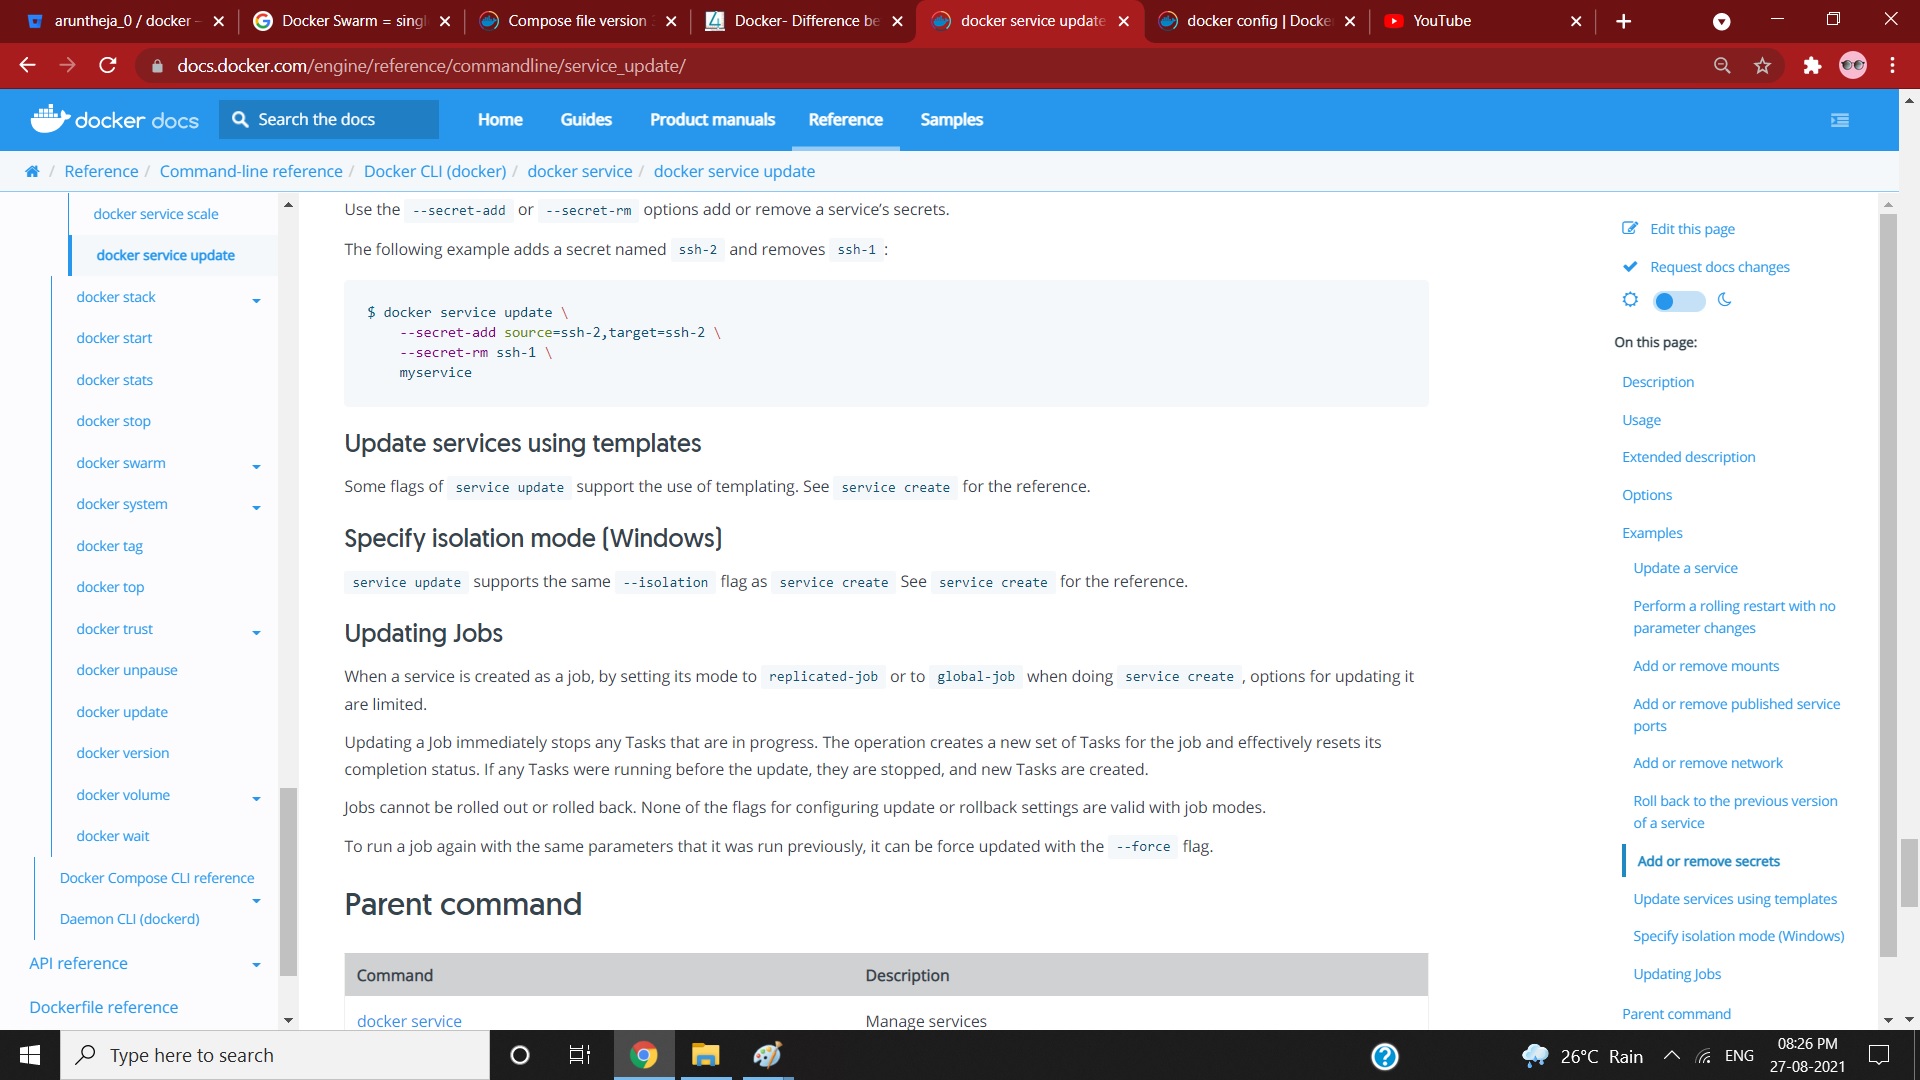 aruntheja_0 / docker –
Docker Swarm = singl
Compose file version 3
Docker- Difference be
docker service update
docker config | Docke
YouTube
docs.docker.com/engine/reference/commandline/service_update/
docker docs
Search the docs
Home
Guides
Product manuals
Reference
Samples
/ Reference / Command-line reference / Docker CLI (docker) / docker service / docker service update
docker service scale
docker service update
docker stack
docker start
docker stats
docker stop
docker swarm
docker system
docker tag
docker top
docker trust
docker unpause
docker update
docker version
docker volume
docker wait
Docker Compose CLI reference
Daemon CLI (dockerd)
API reference
Dockerfile reference
Use the --secret-add or --secret-rm options add or remove a service’s secrets.
The following example adds a secret named ssh-2 and removes ssh-1 :
$ docker service update \
--secret-add source=ssh-2,target=ssh-2 \
--secret-rm ssh-1 \
myservice
Update services using templates
Some flags of service update support the use of templating. See service create for the reference.
Specify isolation mode (Windows)
service update supports the same --isolation flag as service create See service create for the reference.
Updating Jobs
When a service is created as a job, by setting its mode to replicated-job or to global-job when doing service create , options for updating it
are limited.
Updating a Job immediately stops any Tasks that are in progress. The operation creates a new set of Tasks for the job and effectively resets its
completion status. If any Tasks were running before the update, they are stopped, and new Tasks are created.
Jobs cannot be rolled out or rolled back. None of the flags for configuring update or rollback settings are valid with job modes.
To run a job again with the same parameters that it was run previously, it can be force updated with the --force flag.
Parent command
Command Description
docker service Manage services
Edit this page
Request docs changes
On this page:
Description
Usage
Extended description
Options
Examples
Update a service
Perform a rolling restart with no
parameter changes
Add or remove mounts
Add or remove published service
ports
Add or remove network
Roll back to the previous version
of a service
Add or remove secrets
Update services using templates
Specify isolation mode (Windows)
Updating Jobs
Parent command
Type here to search
26°C Rain
ENG
08:26 PM
27-08-2021